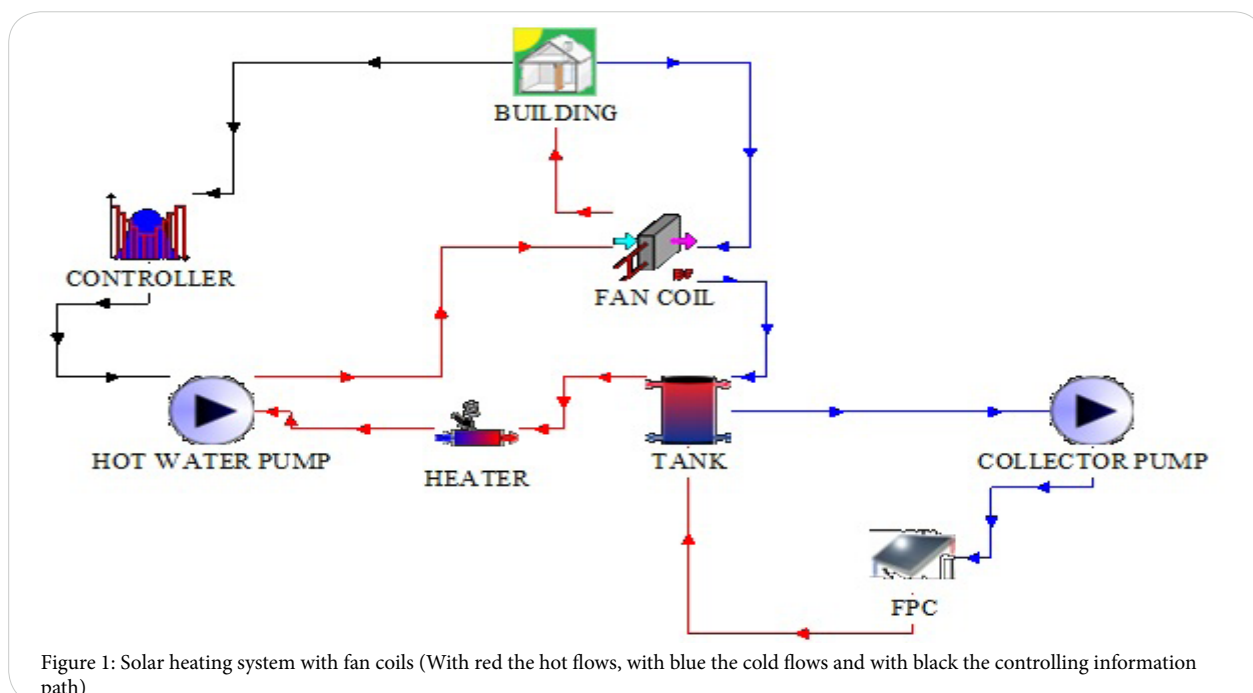 BUILDING
CONTROLLER
FAN COIL
HOT WATER PUMP
HEATER
TANK
COLLECTOR PUMP
FPC
Figure 1: Solar heating system with fan coils (With red the hot flows, with blue the cold flows and with black the controlling information
path)